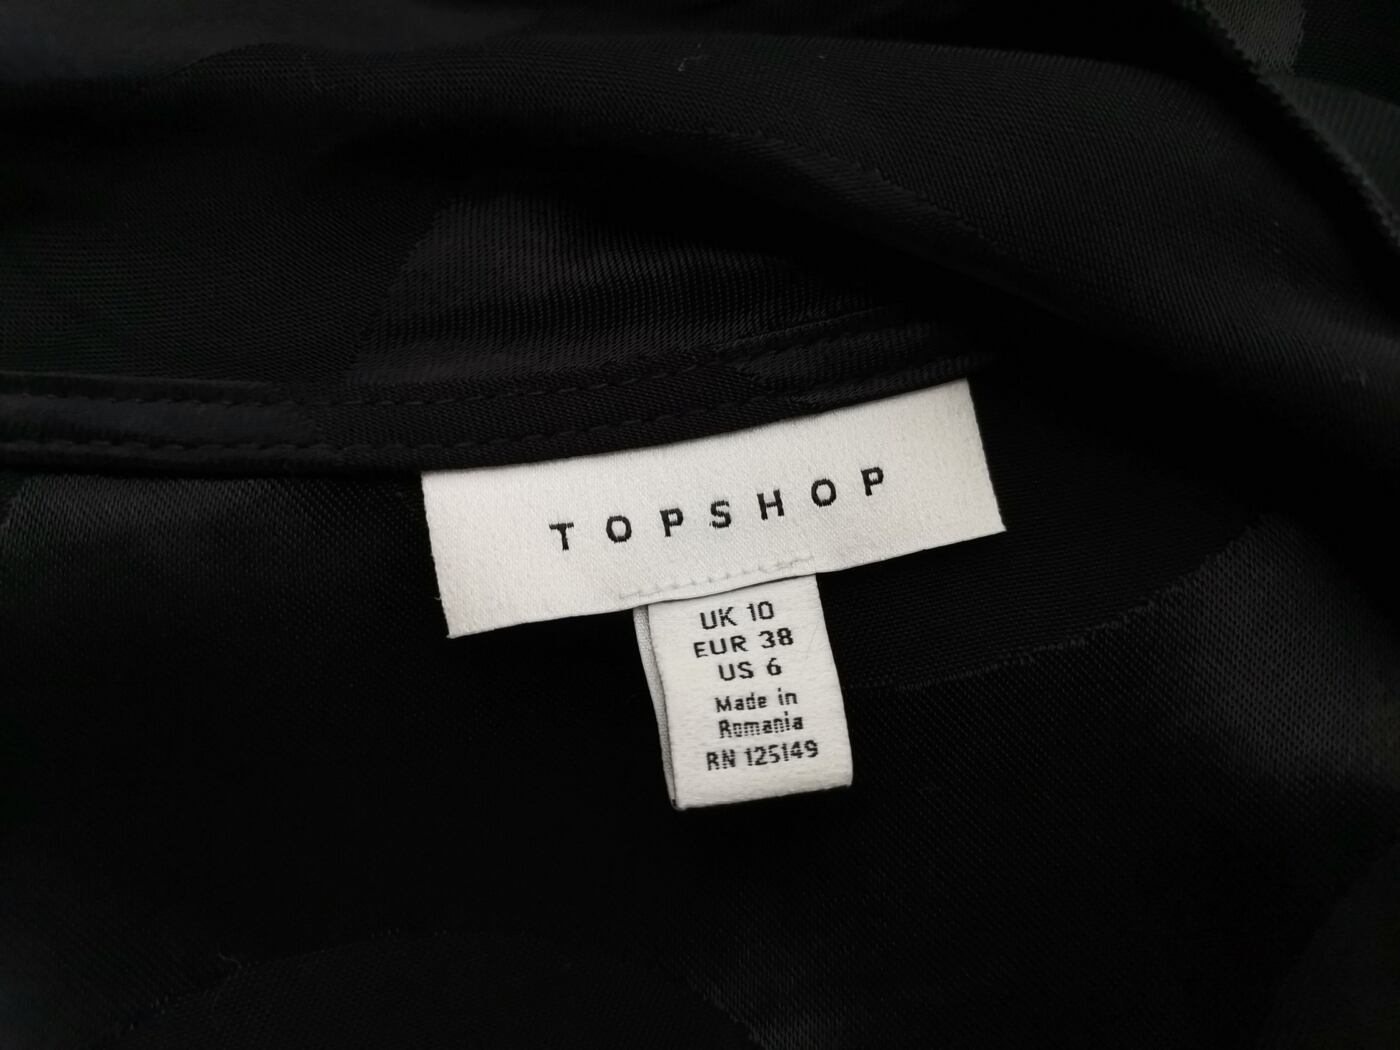 TOPSHOP
UK 10
EUR 38
US 6
Made in
Romania
RN 125149